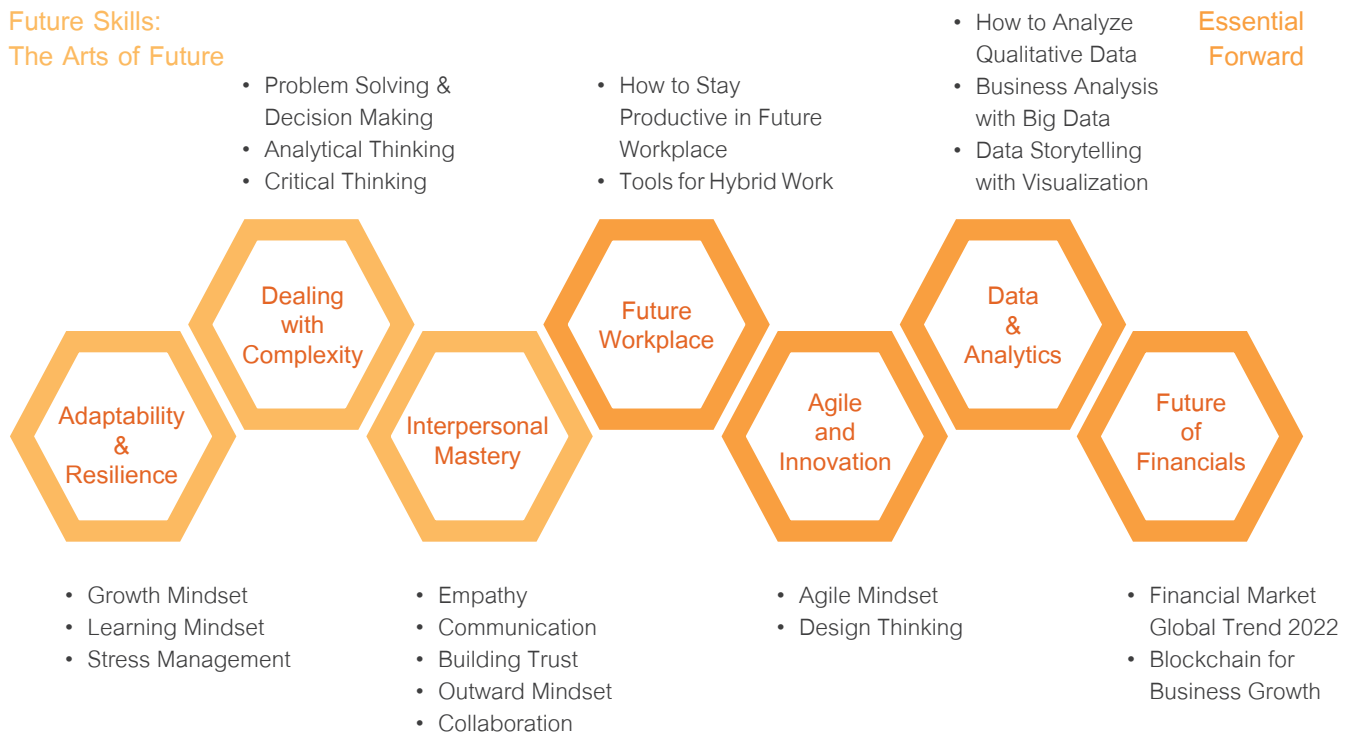 Future Skills:
The Arts of Future
• Problem Solving &
Decision Making
• Analytical Thinking
• Critical Thinking
• How to Stay
Productive in Future
Workplace
• Tools for Hybrid Work
• How to Analyze
Qualitative Data
• Business Analysis
with Big Data
• Data Storytelling
with Visualization
Essential
Forward
Adaptability
&
Resilience
Dealing
with
Complexity
Interpersonal
Mastery
Future
Workplace
Agile
and
Innovation
Data
&
Analytics
Future
of
Financials
• Growth Mindset
• Learning Mindset
• Stress Management
• Empathy
• Communication
• Building Trust
• Outward Mindset
• Collaboration
• Agile Mindset
• Design Thinking
• Financial Market
Global Trend 2022
• Blockchain for
Business Growth